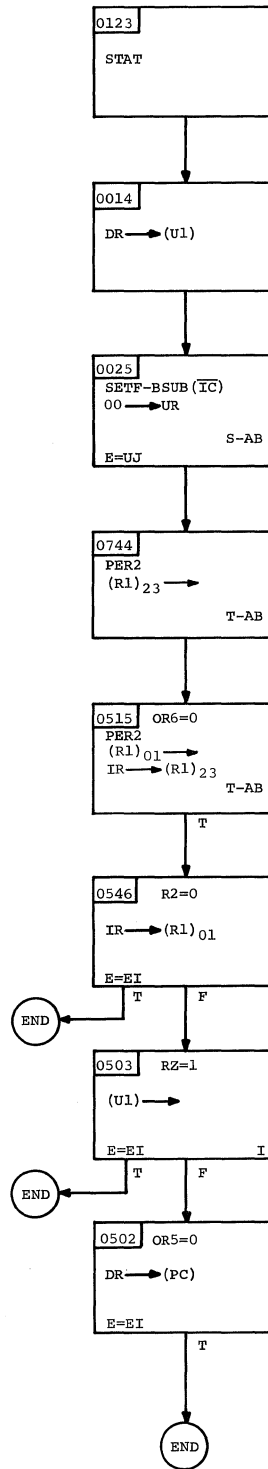 0123
STAT
0014
DR → (U1)
0025
SETF-BSUB(I̅C̅)
00 → UR
S-AB
E=UJ
0744
PER2
(R1)23 →
T-AB
0515 OR6=0
PER2
(R1)01 →
IR → (R1)23
T-AB
T
0546 R2=0
IR → (R1)01
E=EI
T F
END
0503 RZ=1
(U1) →
E=EI I
T F
END
0502 OR5=0
DR → (PC)
E=EI
T
END